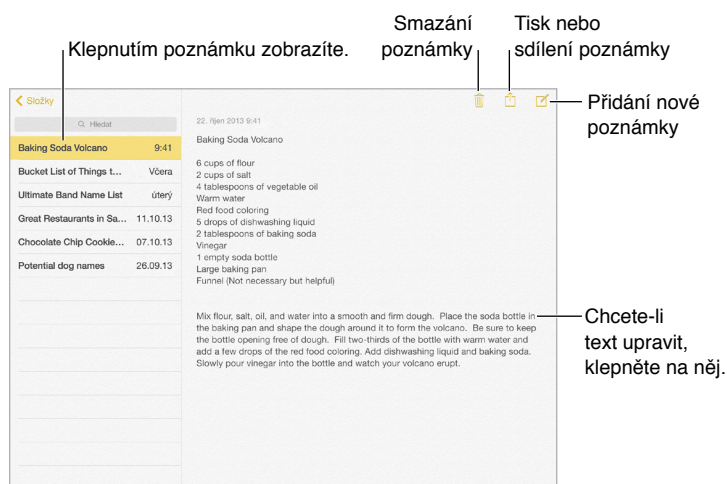 Smazání
poznámky
Tisk nebo
sdílení poznámky
Klepnutím poznámku zobrazíte.
Složky
Hledat
Baking Soda Volcano 9:41
Bucket List of Things t... Včera
Ultimate Band Name List úterý
Great Restaurants in Sa... 11.10.13
Chocolate Chip Cookie... 07.10.13
Potential dog names 26.09.13
22. říjen 2013 9:41
Baking Soda Volcano
6 cups of flour
2 cups of salt
4 tablespoons of vegetable oil
Warm water
Red food coloring
5 drops of dishwashing liquid
2 tablespoons of baking soda
Vinegar
1 empty soda bottle
Large baking pan
Funnel (Not necessary but helpful)
Mix flour, salt, oil, and water into a smooth and firm dough.  Place the soda bottle in
the baking pan and shape the dough around it to form the volcano.  Be sure to keep
the bottle opening free of dough.  Fill two-thirds of the bottle with warm water and
add a few drops of the red food coloring. Add dishwashing liquid and baking soda.
Slowly pour vinegar into the bottle and watch your volcano erupt.
Přidání nové
poznámky
Chcete-li
text upravit,
klepněte na něj.